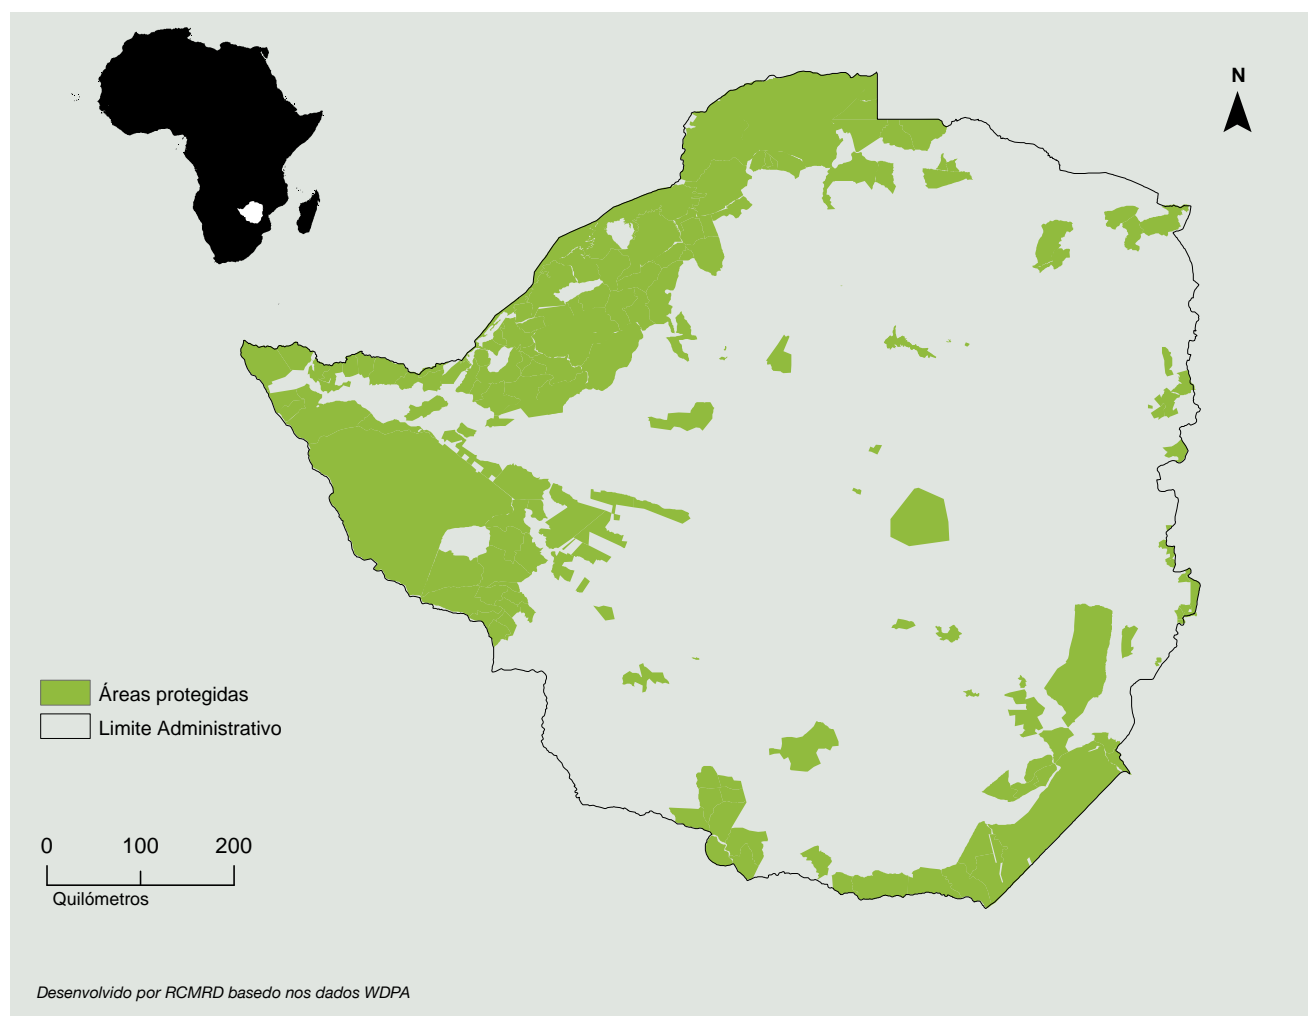 N
Áreas protegidas
Limite Administrativo
0 100 200
Quilómetros
Desenvolvido por RCMRD basedo nos dados WDPA